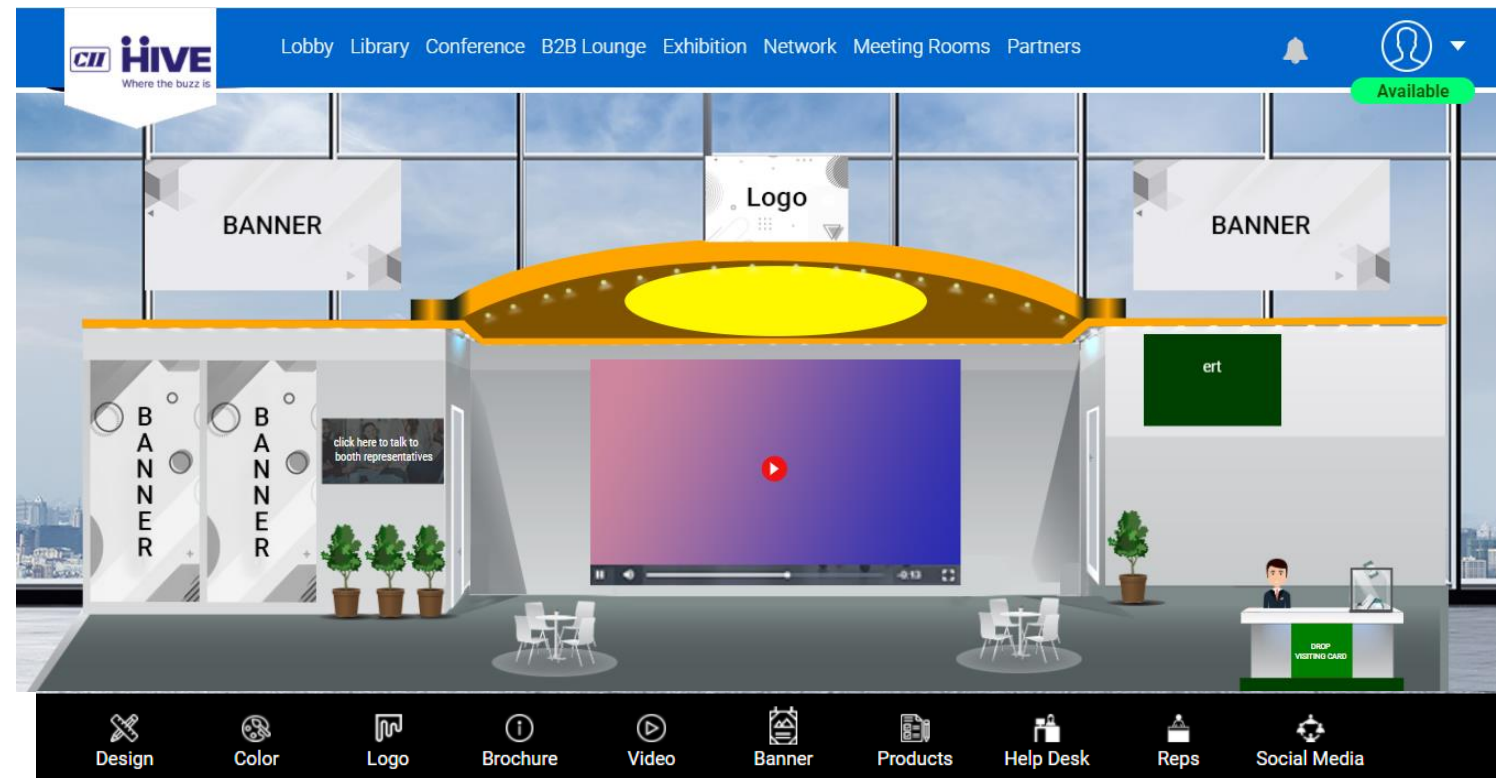 CII HIVE
Where the buzz is
Lobby Library Conference B2B Lounge Exhibition Network Meeting Rooms Partners
Available
BANNER
Logo
BANNER
BANNER
BANNER
click here to talk to
booth representatives
ert
-0:13
DROP
VISITING CARD
Design Color Logo Brochure Video Banner Products Help Desk Reps Social Media